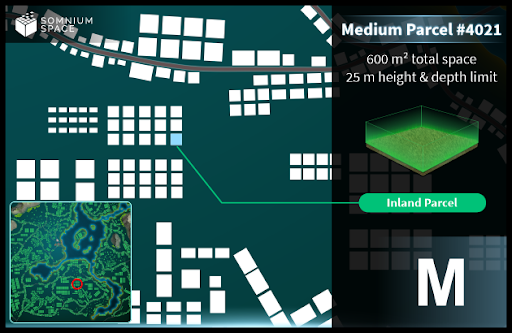 SOMNIUM
SPACE
Medium Parcel #4021
600 m² total space
25 m height & depth limit
Inland Parcel
M